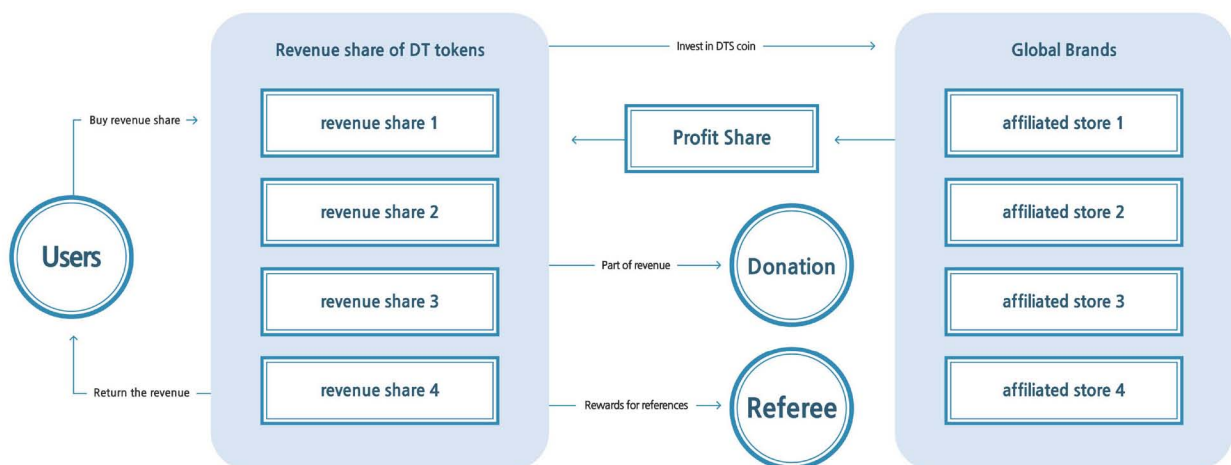 Revenue share of DT tokens
Invest in DTS coin
Global Brands
Buy revenue share
revenue share 1
Profit Share
affiliated store 1
revenue share 2
affiliated store 2
Users
Part of revenue
Donation
revenue share 3
affiliated store 3
Return the revenue
revenue share 4
Rewards for references
Referee
affiliated store 4